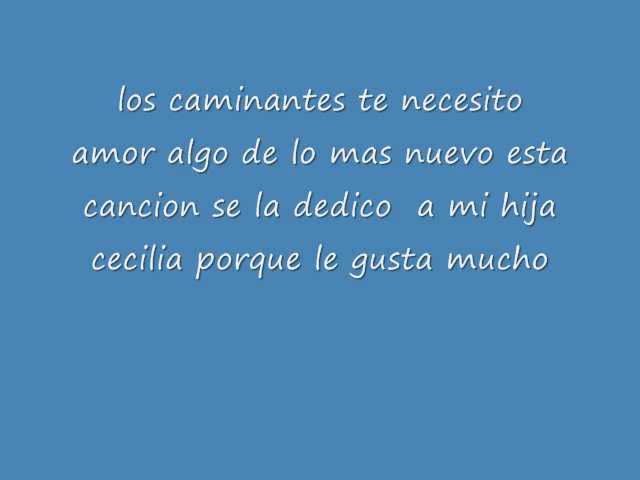 los caminantes te necesito
amor algo de lo mas nuevo esta
cancion se la dedico  a mi hija
cecilia porque le gusta mucho